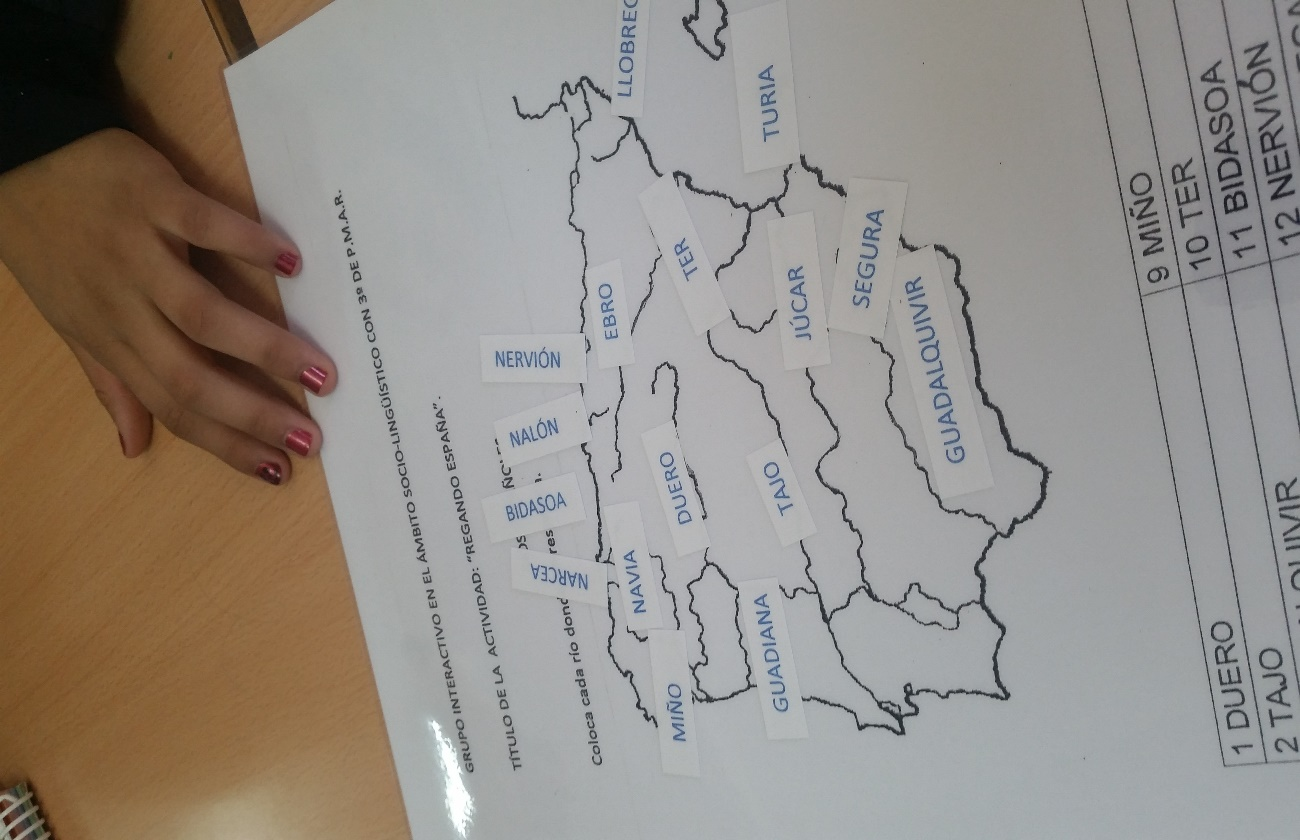 GRUPO INTERACTIVO EN EL ÁMBITO SOCIO-LINGÜÍSTICO CON 3º DE P.M.A.R.
TÍTULO DE LA ACTIVIDAD: "REGANDO ESPAÑA".
Coloca cada río
NARCEA
BIDASOA
NALÓN
NERVIÓN
MIÑO
NAVIA
EBRO
LLOBREG
DUERO
TER
GUADIANA
TAJO
JÚCAR
TURIA
SEGURA
GUADALQUIVIR
1 DUERO
9 MIÑO
2 TAJO
10 TER
11 BIDASOA
12 NERVIÓN